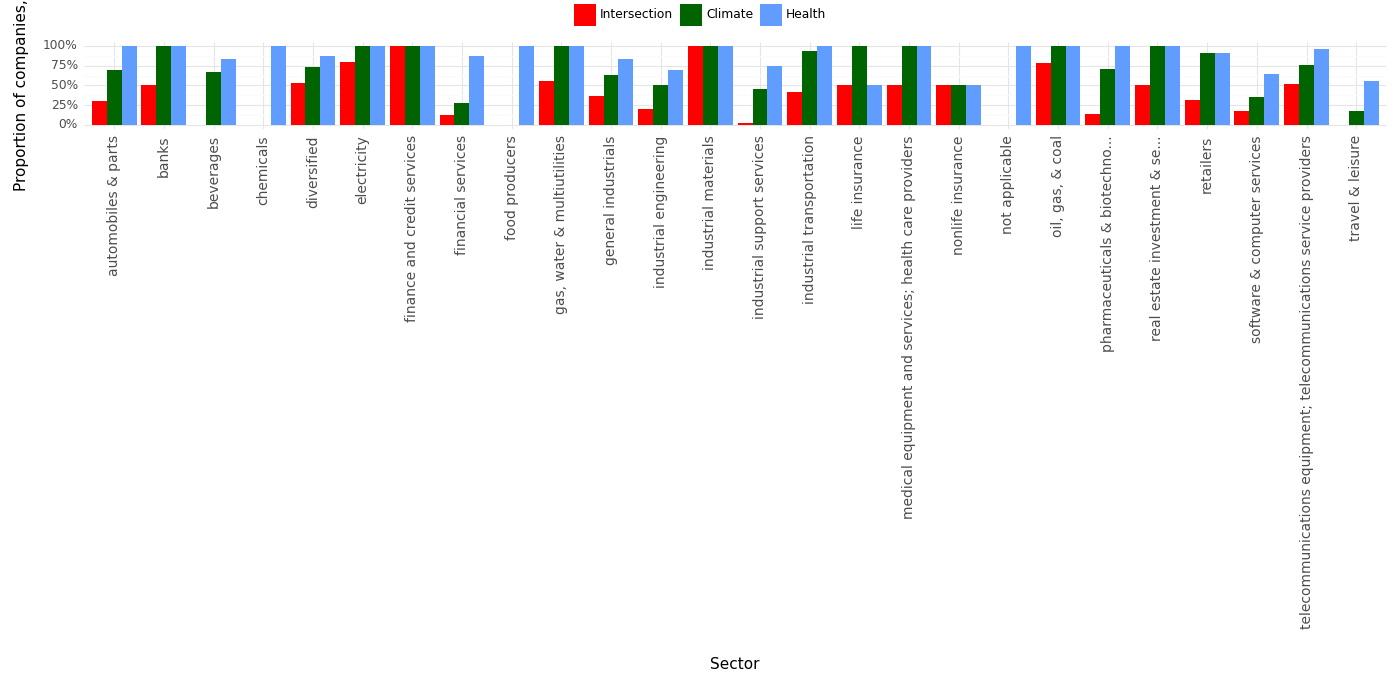 Intersection Climate Health
Proportion of companies,
100%
75%
50%
25%
0%
automobiles & parts
banks
beverages
chemicals
diversified
electricity
finance and credit services
financial services
food producers
gas, water & multiutilities
general industrials
industrial engineering
industrial materials
industrial support services
industrial transportation
life insurance
medical equipment and services; health care providers
nonlife insurance
not applicable
oil, gas, & coal
pharmaceuticals & biotechno...
real estate investment & se...
retailers
software & computer services
telecommunications equipment; telecommunications service providers
travel & leisure
Sector